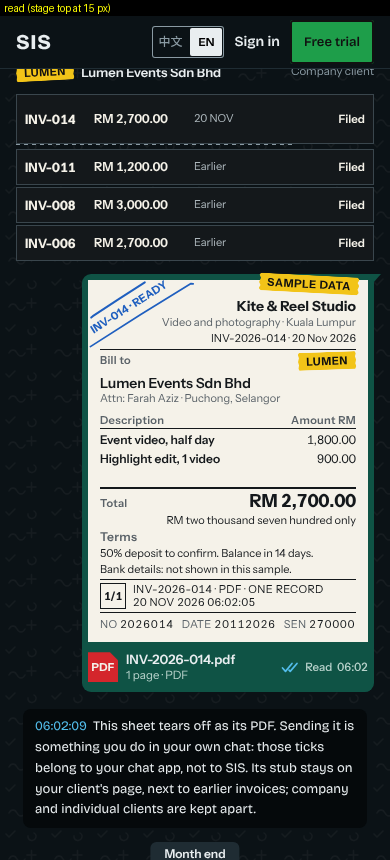 read (stage top at 15 px)
SIS
中文
EN
Sign in
Free trial
LUMEN
Lumen Events Sdn Bhd
Company client
INV-014 RM 2,700.00 20 NOV Filed
INV-011 RM 1,200.00 Earlier Filed
INV-008 RM 3,000.00 Earlier Filed
INV-006 RM 2,700.00 Earlier Filed
INV-014 · READY
SAMPLE DATA
Kite & Reel Studio
Video and photography · Kuala Lumpur
INV-2026-014 · 20 Nov 2026
Bill to
LUMEN
Lumen Events Sdn Bhd
Attn: Farah Aziz · Puchong, Selangor
Description Amount RM
Event video, half day 1,800.00
Highlight edit, 1 video 900.00
Total RM 2,700.00
RM two thousand seven hundred only
Terms
50% deposit to confirm. Balance in 14 days.
Bank details: not shown in this sample.
1/1
INV-2026-014 · PDF · ONE RECORD
20 NOV 2026 06:02:05
NO 2026014 DATE 20112026 SEN 270000
PDF
INV-2026-014.pdf
1 page · PDF
Read 06:02
06:02:09 This sheet tears off as its PDF. Sending it is
something you do in your own chat: those ticks
belong to your chat app, not to SIS. Its stub stays on
your client's page, next to earlier invoices; company
and individual clients are kept apart.
Month end